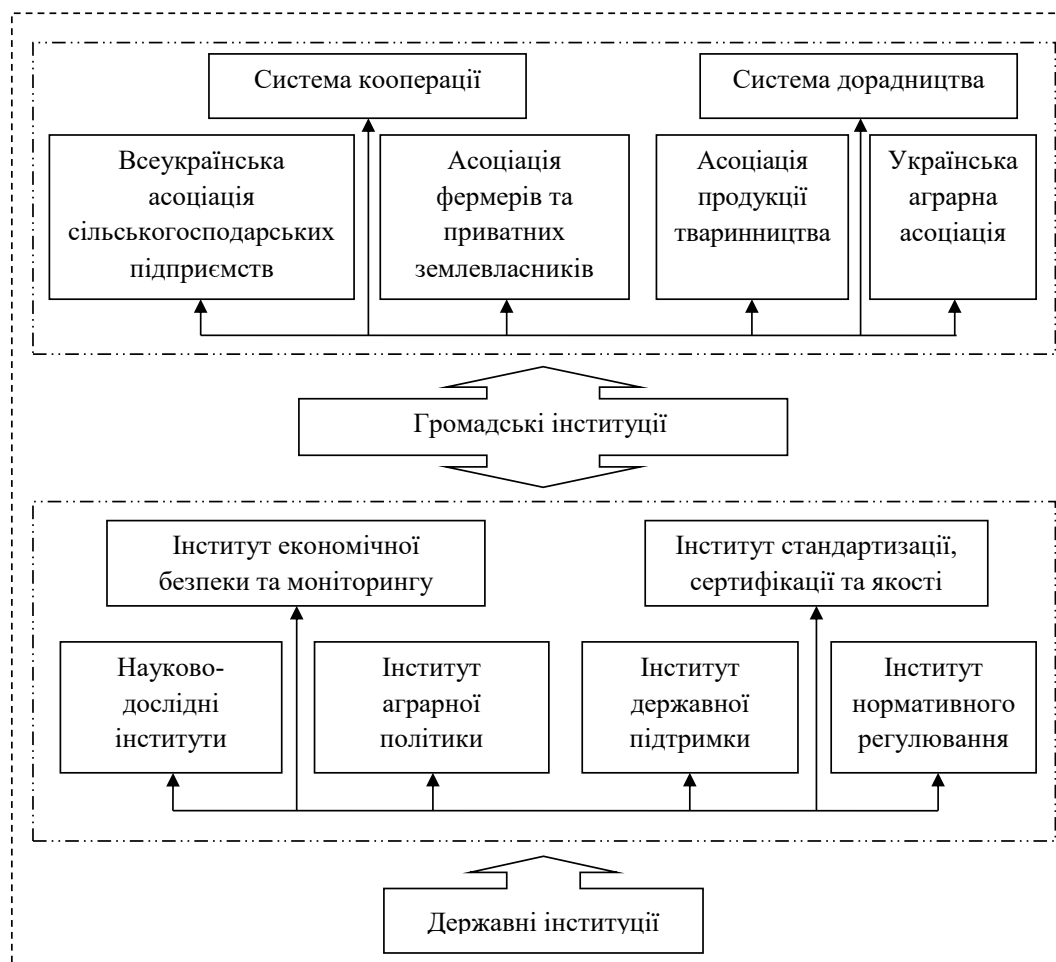 Система кооперації
Система дорадництва
Всеукраїнська
асоціація
сільськогосподарських
підприємств
Асоціація
фермерів та
приватних
землевласників
Асоціація
продукції
тваринництва
Українська
аграрна
асоціація
Громадські інституції
Інститут економічної
безпеки та моніторингу
Інститут стандартизації,
сертифікації та якості
Науково-
дослідні
інститути
Інститут
аграрної
політики
Інститут
державної
підтримки
Інститут
нормативного
регулювання
Державні інституції